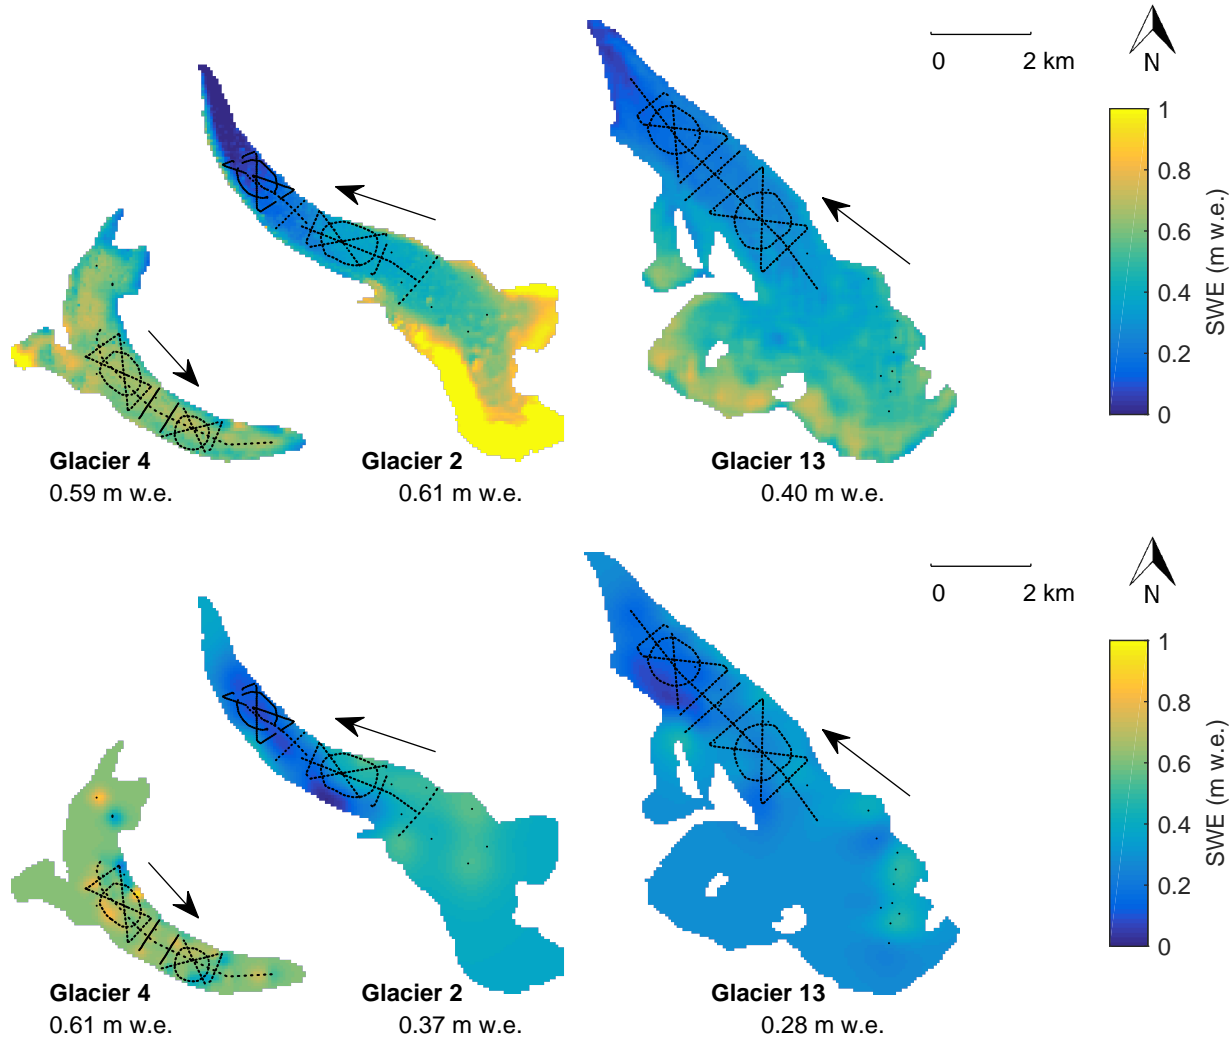 0 2 km
N
1
0.8
0.6
0.4
0.2
0
SWE (m w.e.)
Glacier 4
0.59 m w.e.
Glacier 2
0.61 m w.e.
Glacier 13
0.40 m w.e.
0 2 km
N
1
0.8
0.6
0.4
0.2
0
SWE (m w.e.)
Glacier 4
0.61 m w.e.
Glacier 2
0.37 m w.e.
Glacier 13
0.28 m w.e.